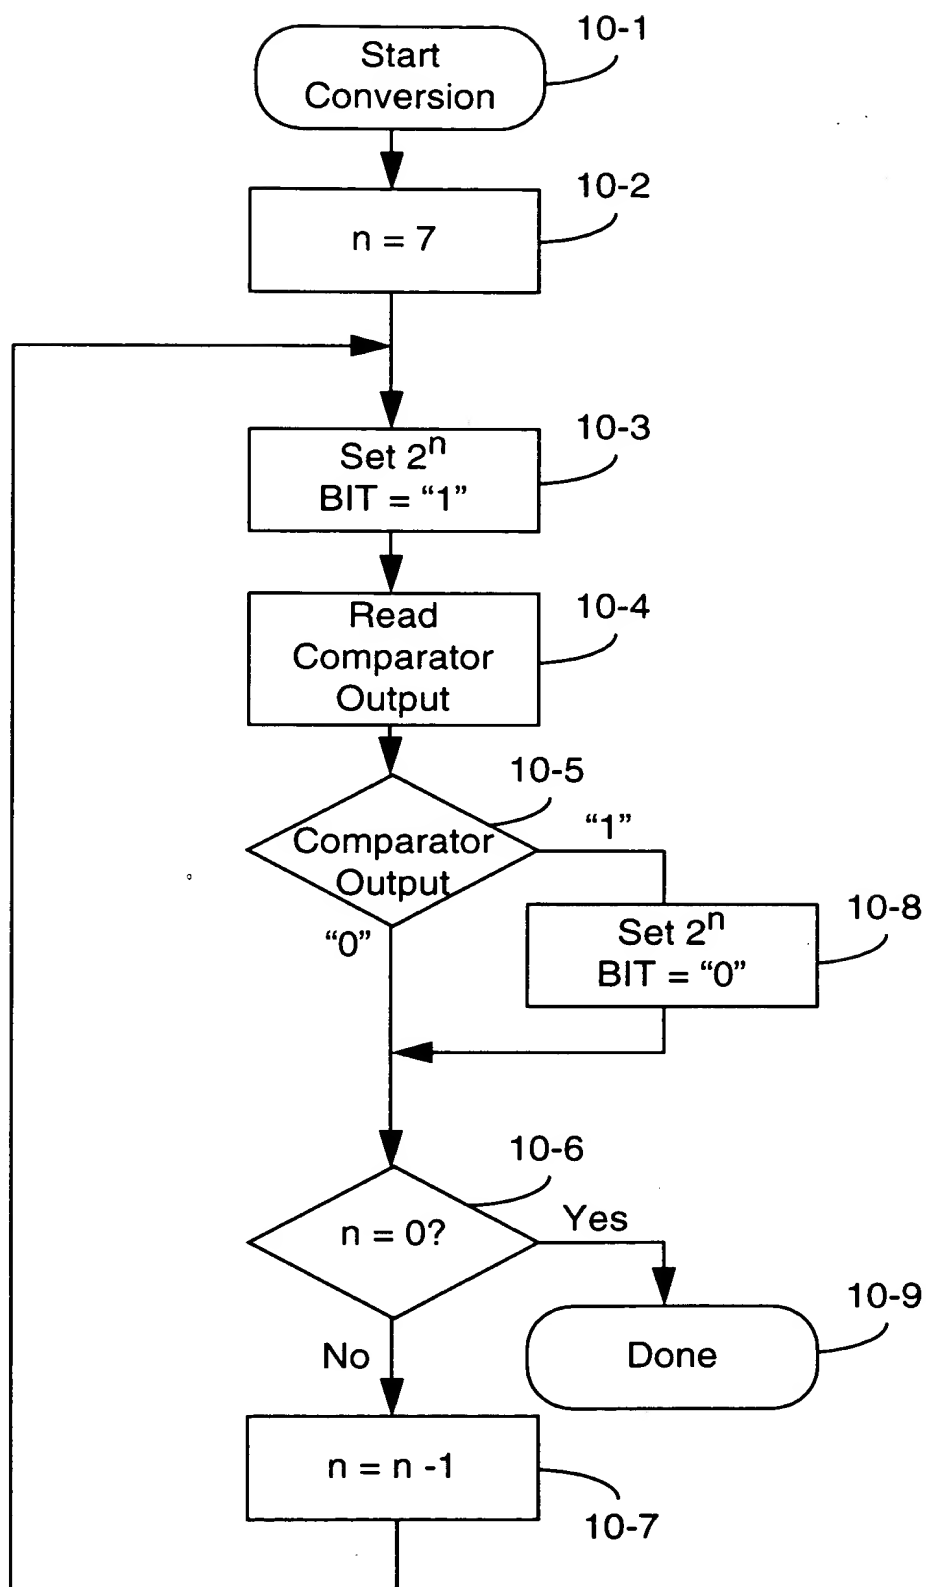 10-1
Start
Conversion
10-2
n = 7
10-3
Set 2^n
BIT = “1”
10-4
Read
Comparator
Output
10-5
Comparator
Output
“1”
“0”
10-8
Set 2^n
BIT = “0”
10-6
n = 0?
Yes
10-9
Done
No
n = n -1
10-7